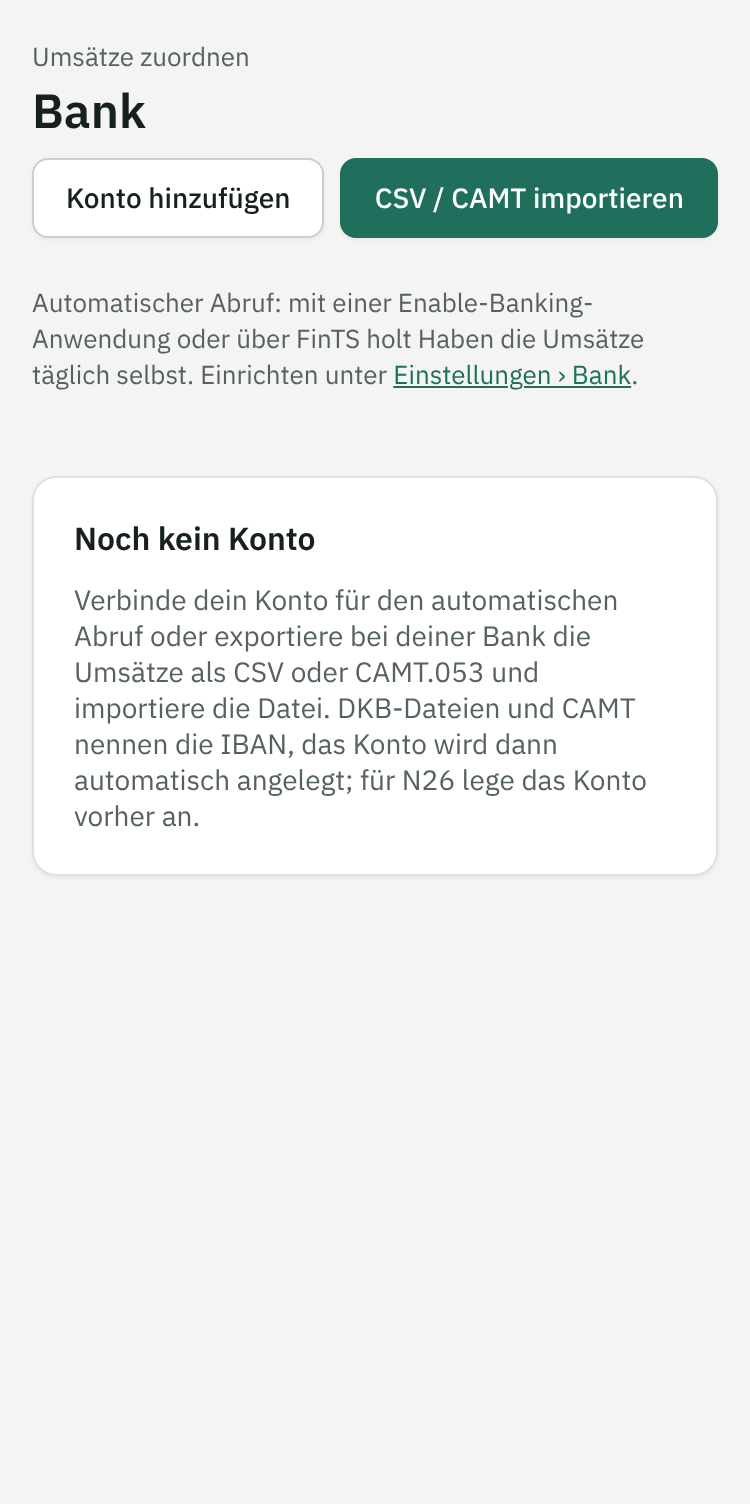 Umsätze zuordnen
Bank
Konto hinzufügen
CSV / CAMT importieren
Automatischer Abruf: mit einer Enable-Banking-
Anwendung oder über FinTS holt Haben die Umsätze
täglich selbst. Einrichten unter Einstellungen › Bank.
Noch kein Konto
Verbinde dein Konto für den automatischen
Abruf oder exportiere bei deiner Bank die
Umsätze als CSV oder CAMT.053 und
importiere die Datei. DKB-Dateien und CAMT
nennen die IBAN, das Konto wird dann
automatisch angelegt; für N26 lege das Konto
vorher an.